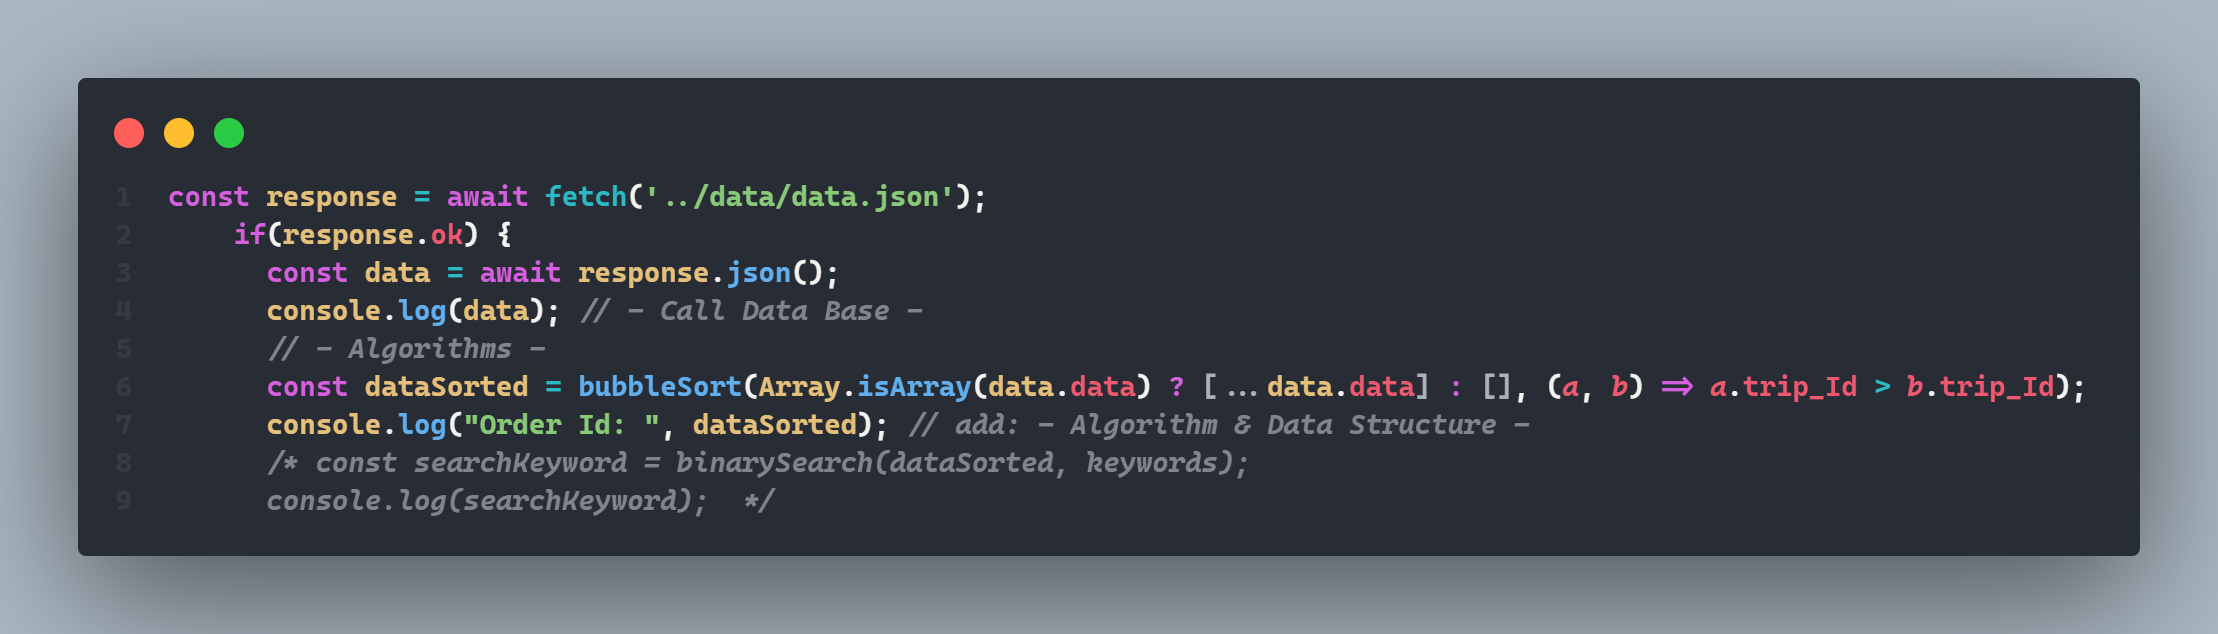 1 const response = await fetch('../data/data.json');
2 if(response.ok) {
3 const data = await response.json();
4 console.log(data); // - Call Data Base -
5 // - Algorithms -
6 const dataSorted = bubbleSort(Array.isArray(data.data) ? [...data.data] : [], (a, b) => a.trip_Id > b.trip_Id);
7 console.log("Order Id: ", dataSorted); // add: - Algorithm & Data Structure -
8 /* const searchKeyword = binarySearch(dataSorted, keywords);
9 console.log(searchKeyword);  */